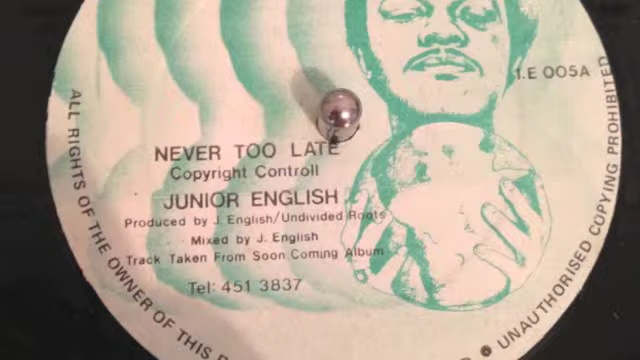 J.E 005A
NEVER TOO LATE
Copyright Controll
JUNIOR ENGLISH
Produced by J. English/Undivided Roots
Mixed by J. English
Track Taken From Soon Coming Album
Tel: 451 3837
ALL RIGHTS OF THE OWNER OF THIS
UNAUTHORISED COPYING PROHIBITED